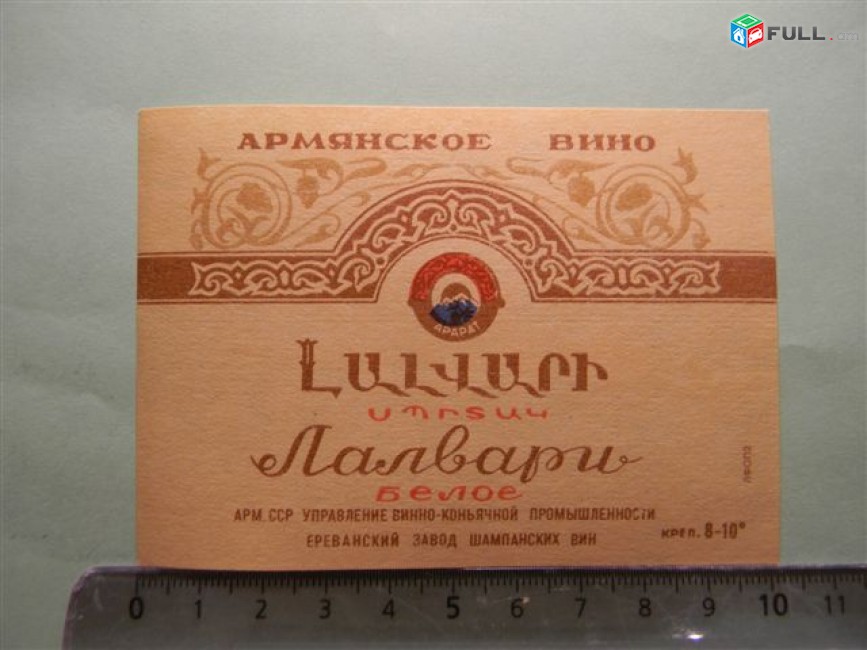 FULL.am
АРМЯНСКОЕ ВИНО
АРАРАТ
ԼԱԼՎԱՐԻ
ՍՊԻՏԱԿ
Лалвари
Белое
АРМ. ССР УПРАВЛЕНИЕ ВИННО-КОНЬЯЧНОЙ ПРОМЫШЛЕННОСТИ
ЕРЕВАНСКИЙ ЗАВОД ШАМПАНСКИХ ВИН
КРЕП. 8-10°
0 1 2 3 4 5 6 7 8 9 10 11